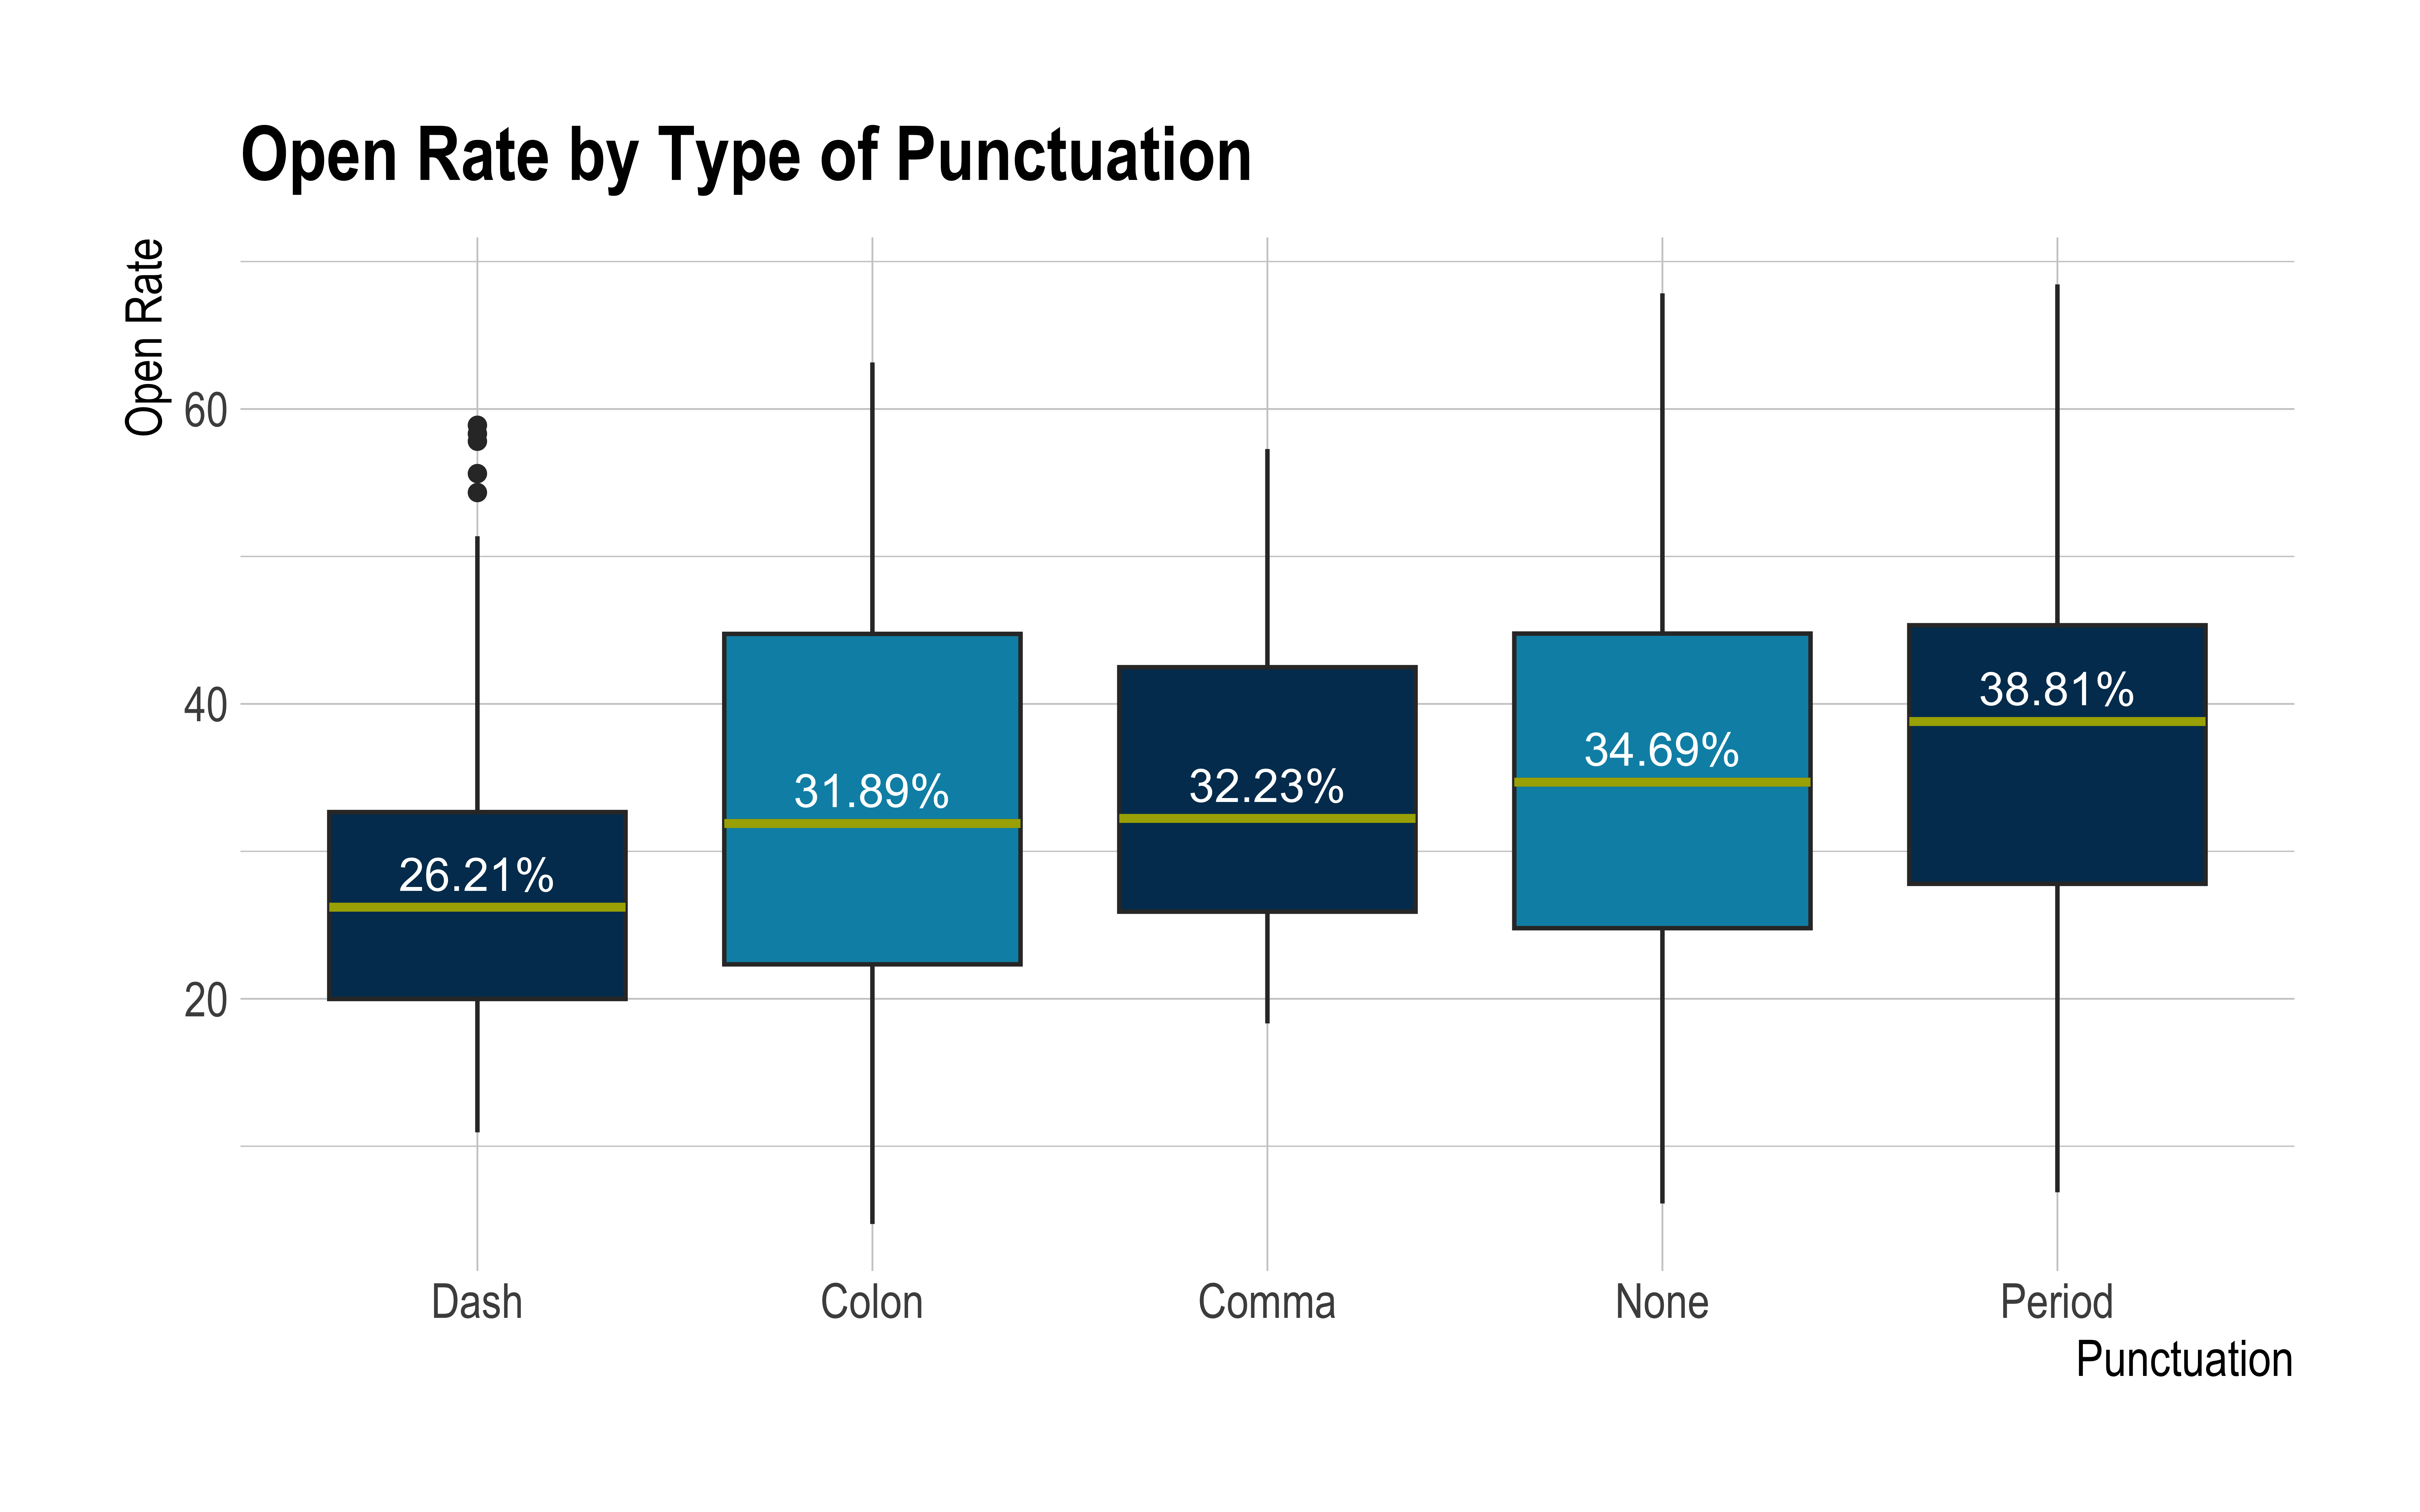 Open Rate by Type of Punctuation
Open Rate
60
40
20
26.21%
31.89%
32.23%
34.69%
38.81%
Dash
Colon
Comma
None
Period
Punctuation